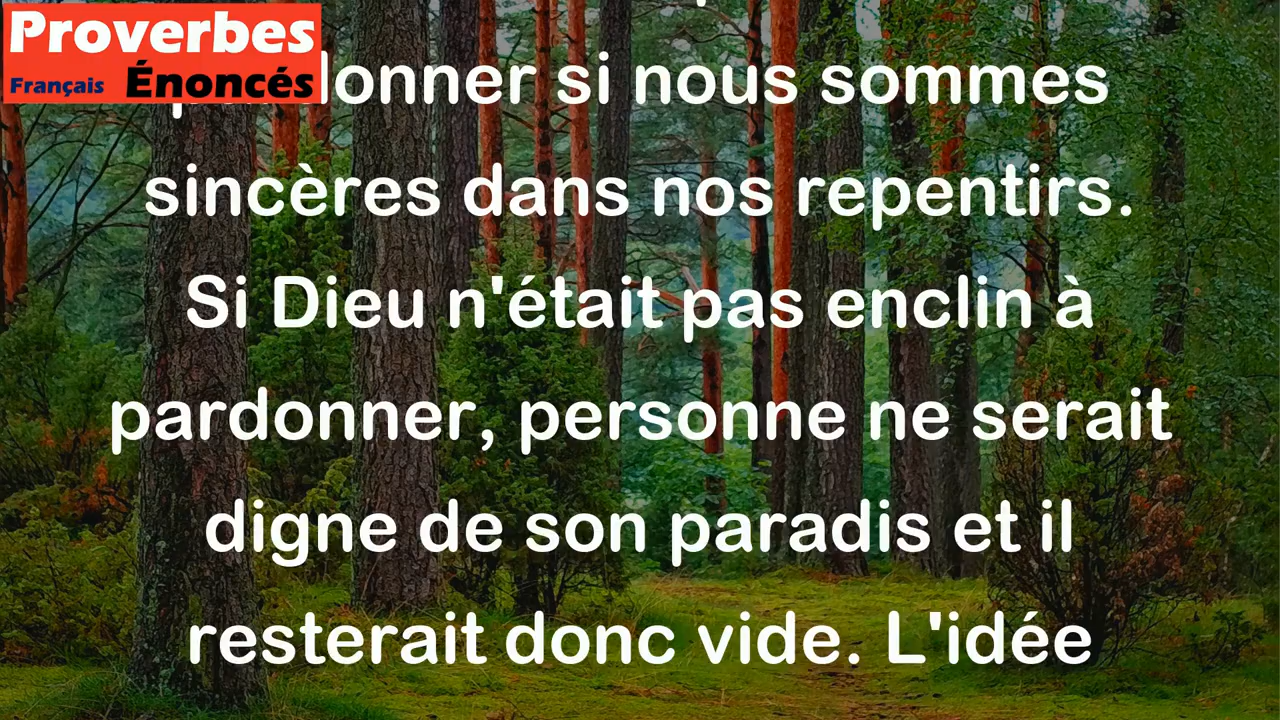 Proverbes
Français Énoncés
si nous sommes
sincères dans nos repentirs.
Si Dieu n'était pas enclin à
pardonner, personne ne serait
digne de son paradis et il
resterait donc vide. L'idée